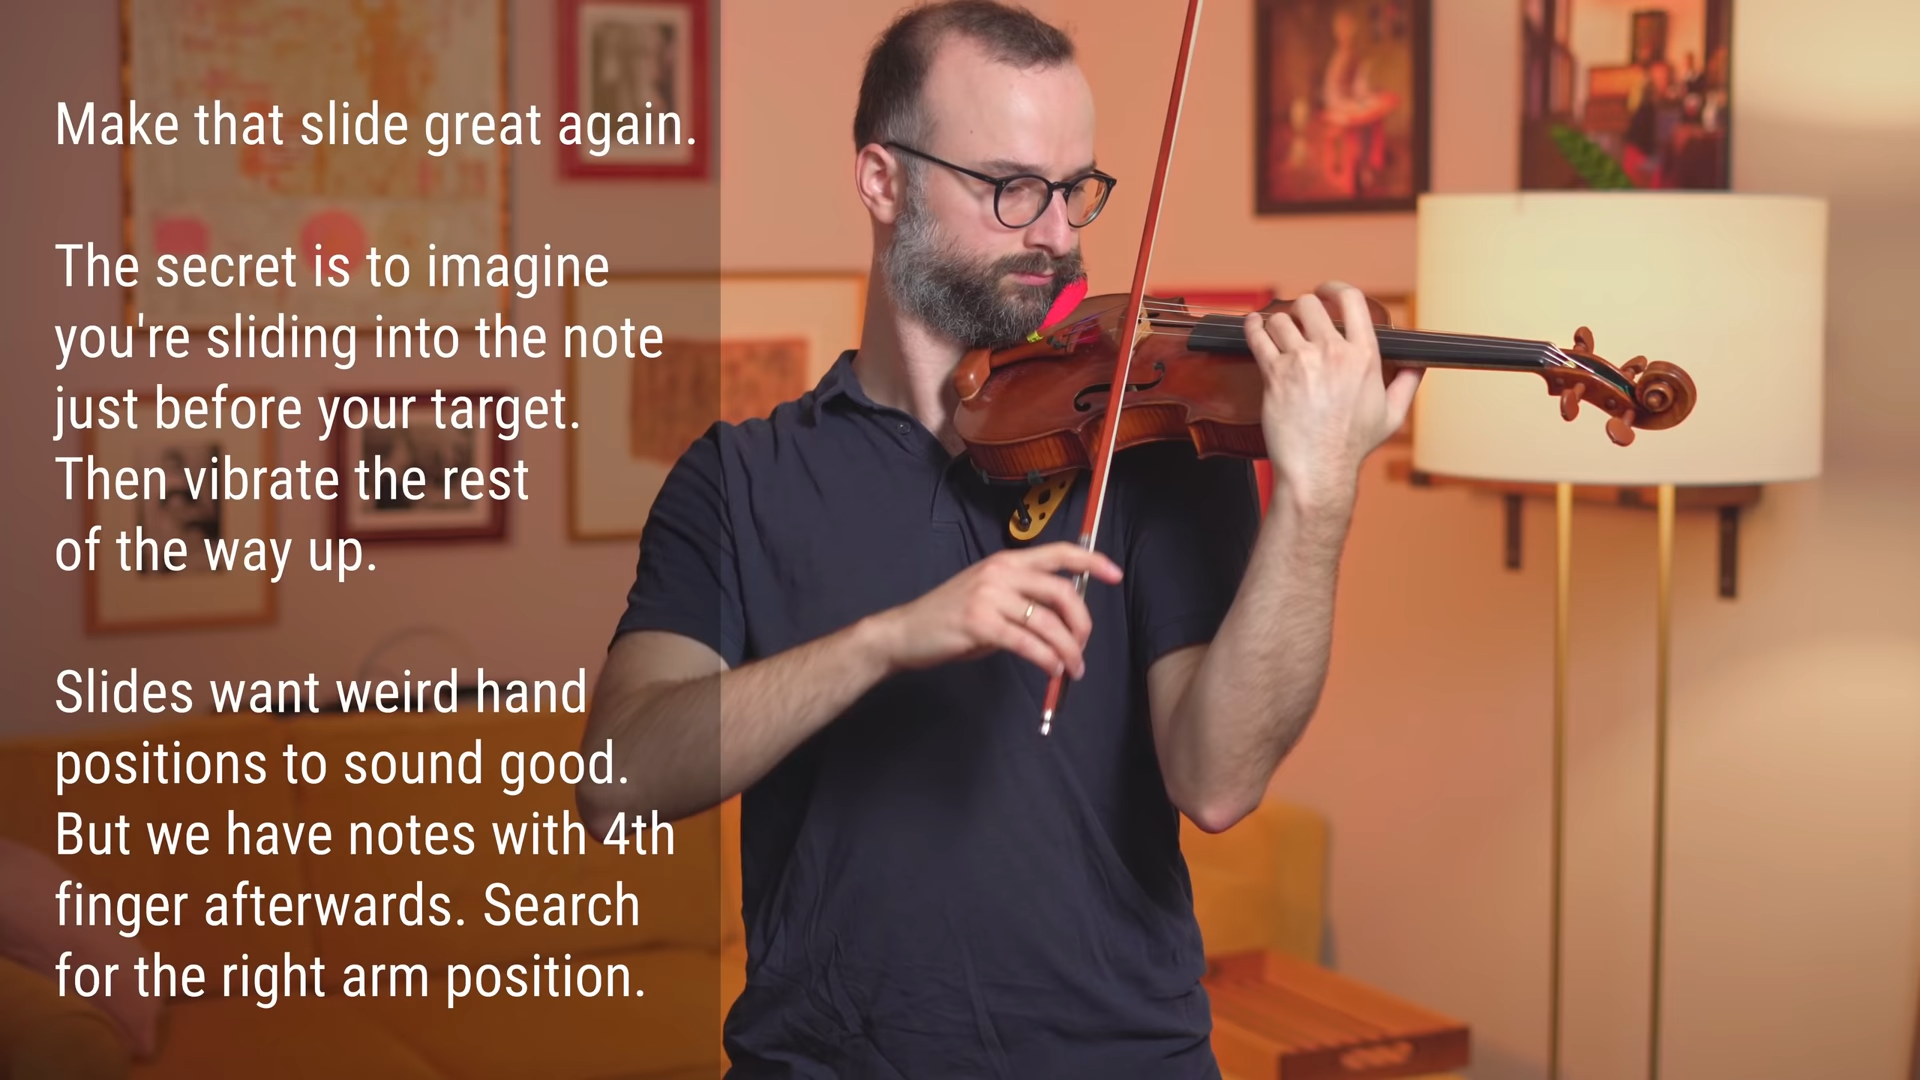 Make that slide great again.
The secret is to imagine
you're sliding into the note
just before your target.
Then vibrate the rest
of the way up.
Slides want weird hand
positions to sound good.
But we have notes with 4th
finger afterwards. Search
for the right arm position.